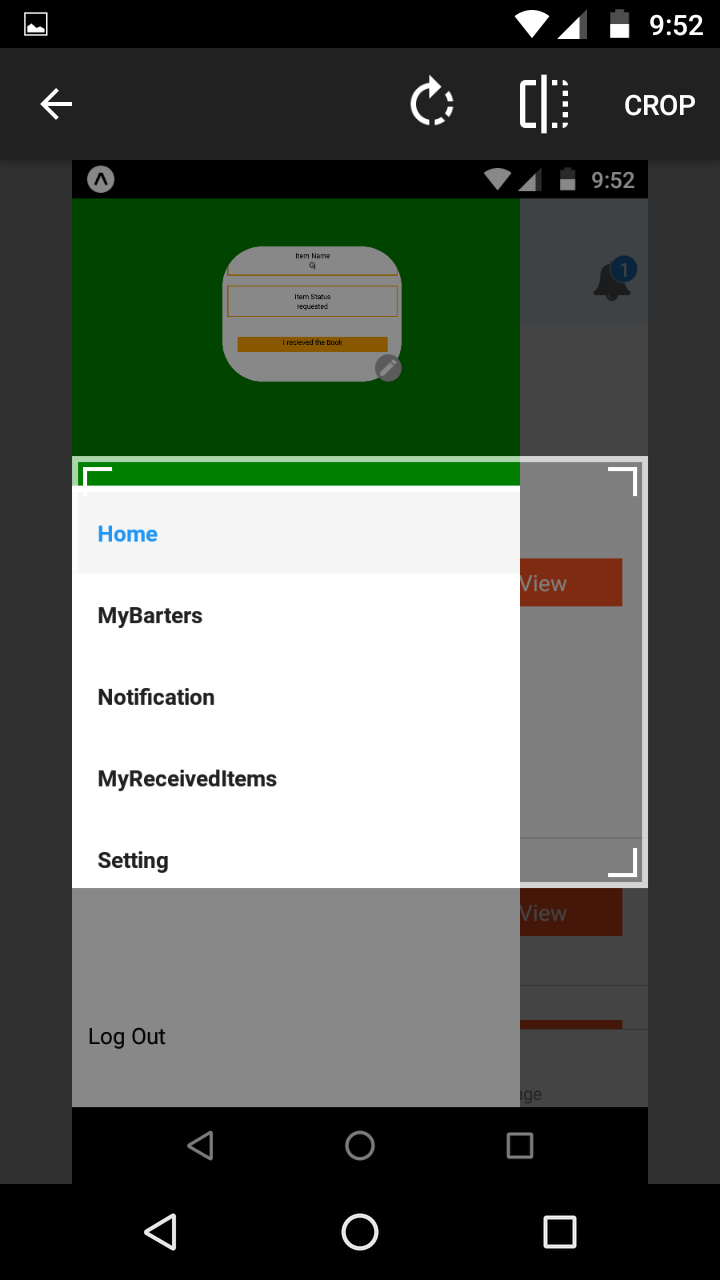 9:52
CROP
9:52
Item Name
Gj
1
Item Status
requested
I recieved the Book
Home
View
MyBarters
Notification
MyReceivedItems
Setting
View
Log Out